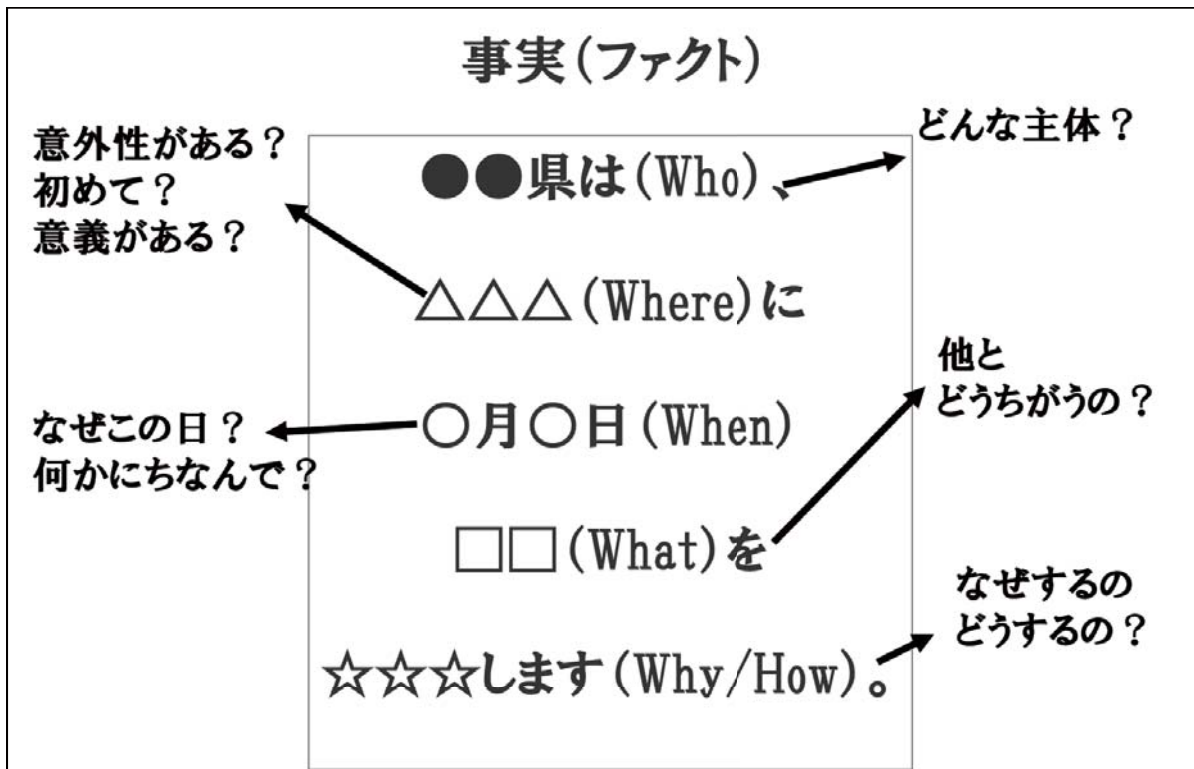 事実(ファクト)
意外性がある？
初めて？
意義がある？
どんな主体？
●●県は(Who)、
△△△(Where)に
他と
どうちがうの？
なぜこの日？
何かにちなんで？
○月○日(When)
□□(What)を
なぜするの
どうするの？
☆☆☆します(Why/How)。